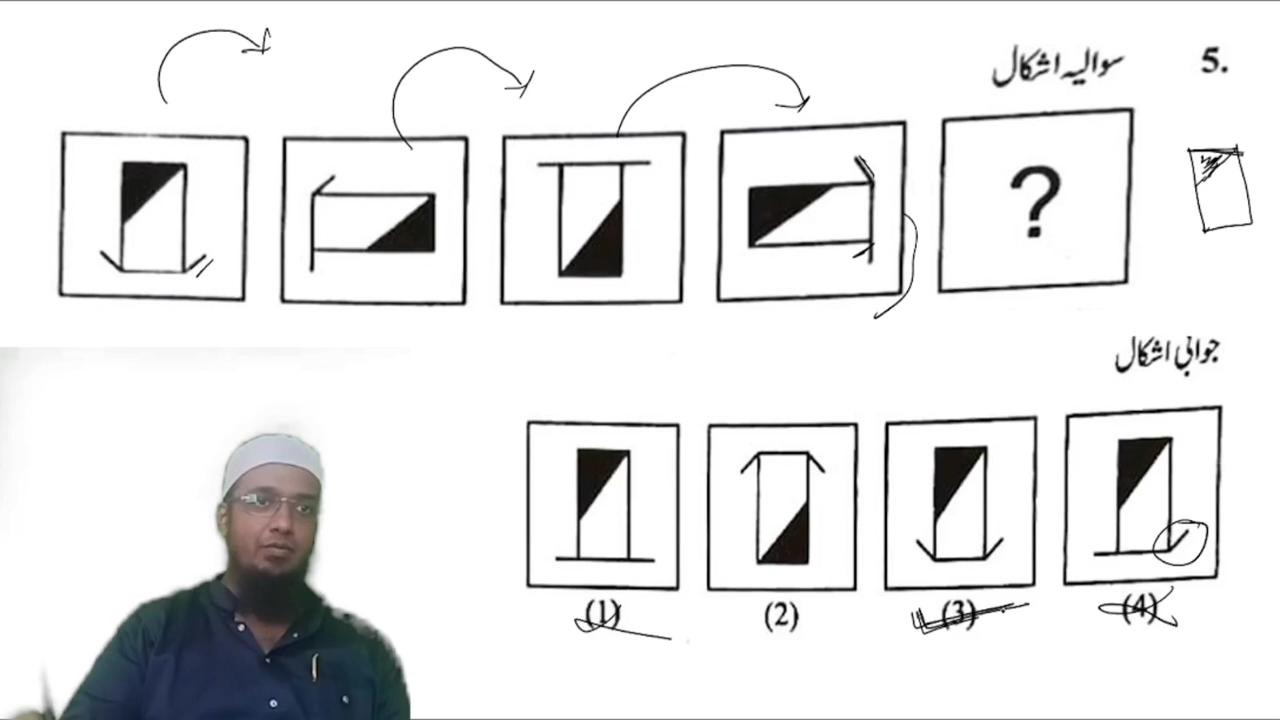 5. سوالیہ اشکال
?
جوابی اشکال
(1) (2) (3) (4)